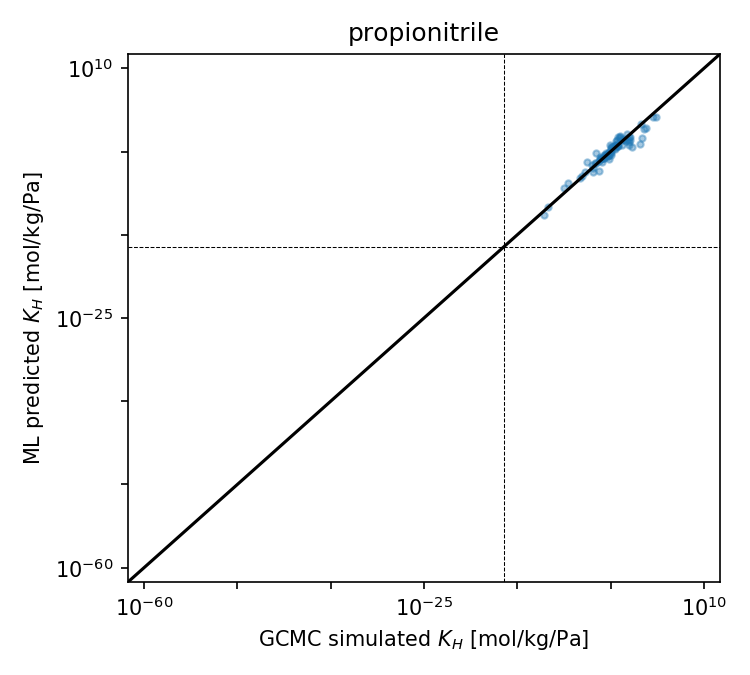 propionitrile
10^10
10^−25
10^−60
ML predicted K_H [mol/kg/Pa]
10^−60 10^−25 10^10
GCMC simulated K_H [mol/kg/Pa]